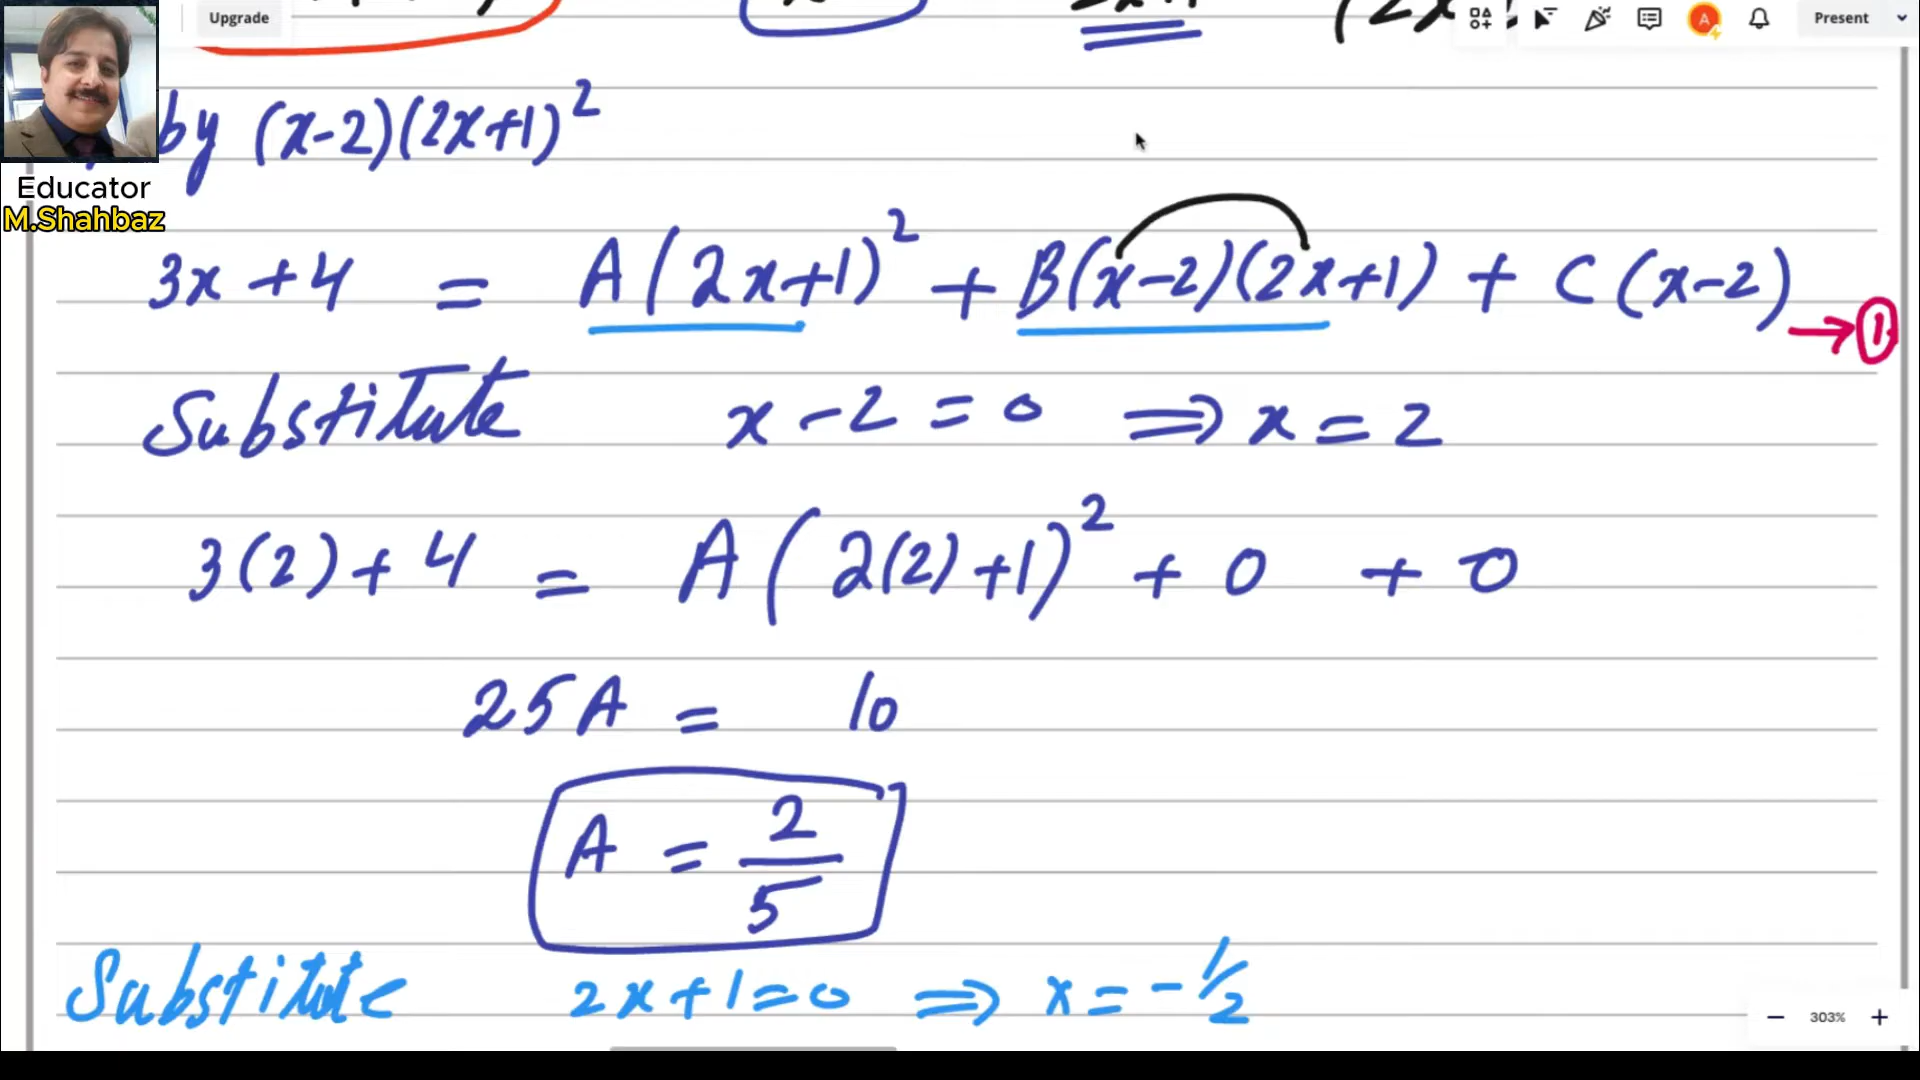 Upgrade
Present
by (x-2)(2x+1)²
Educator
M.Shahbaz
3x+4 = A(2x+1)² + B(x-2)(2x+1) + C(x-2) → ①
Substitute x-2=0 ⟹ x=2
3(2)+4 = A(2(2)+1)² + 0 + 0
25A = 10
A = 2/5
Substitute 2x+1=0 ⟹ x=-1/2
− 303% +